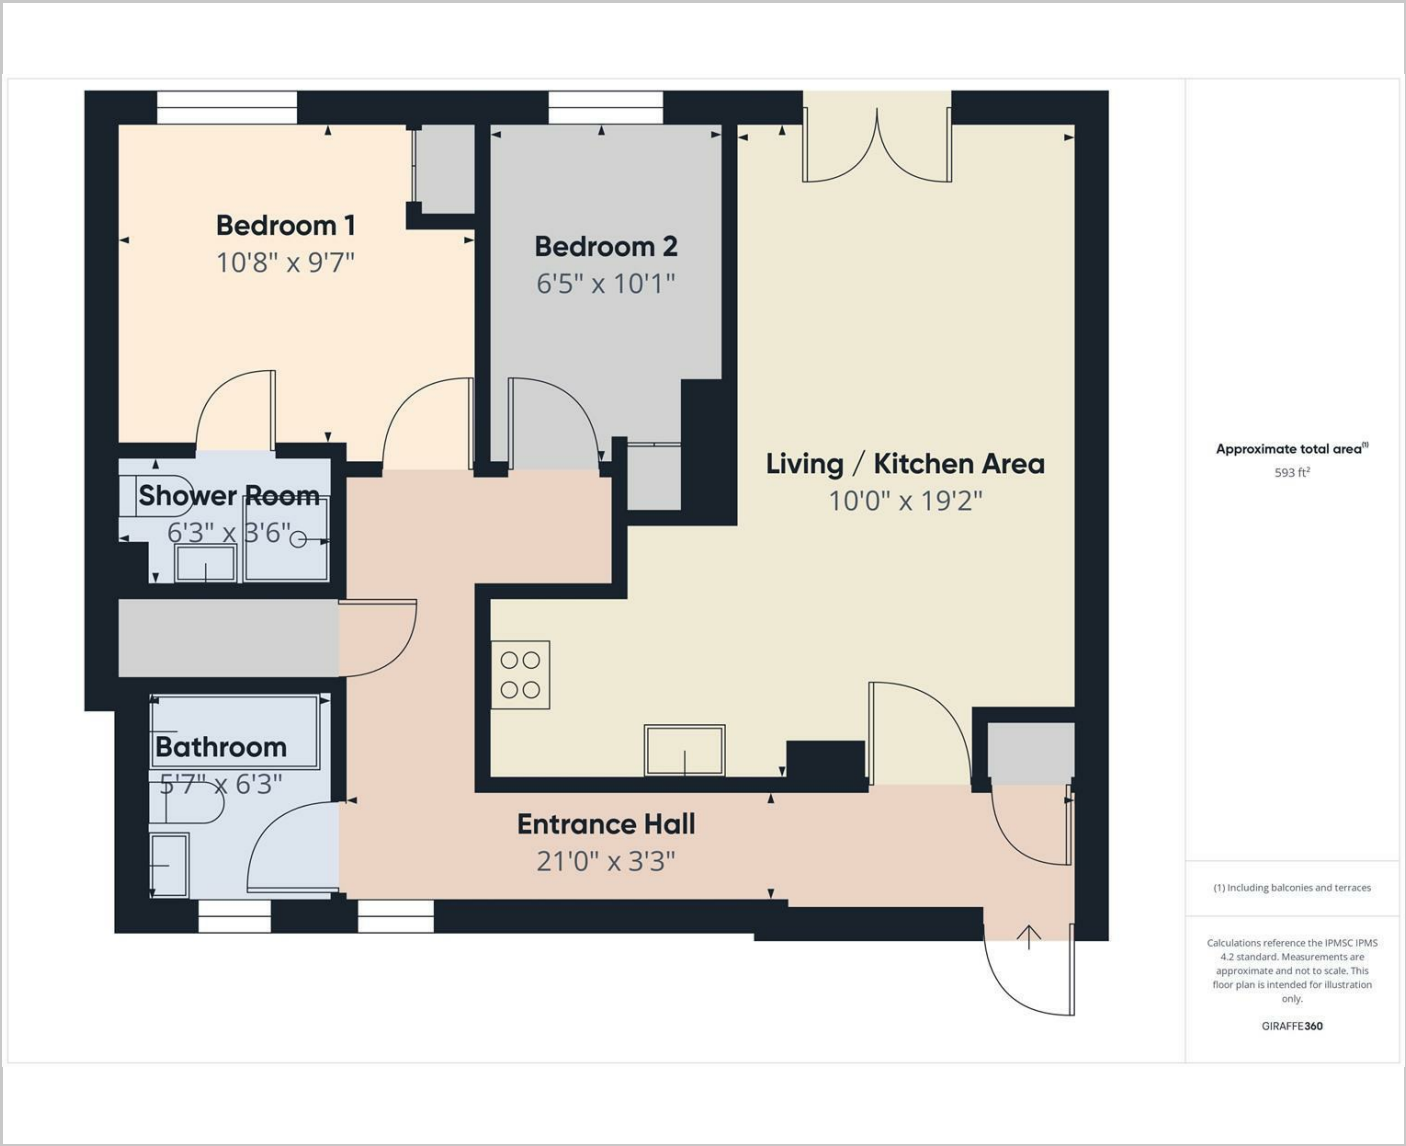 Bedroom 1
10'8" x 9'7"
Bedroom 2
6'5" x 10'1"
Living / Kitchen Area
10'0" x 19'2"
Shower Room
6'3" x 3'6"
Bathroom
5'7" x 6'3"
Entrance Hall
21'0" x 3'3"
Approximate total area⁽¹⁾
593 ft²
(1) Including balconies and terraces
Calculations reference the IPMSC IPMS
4.2 standard. Measurements are
approximate and not to scale. This
floor plan is intended for illustration
only.
GIRAFFE360